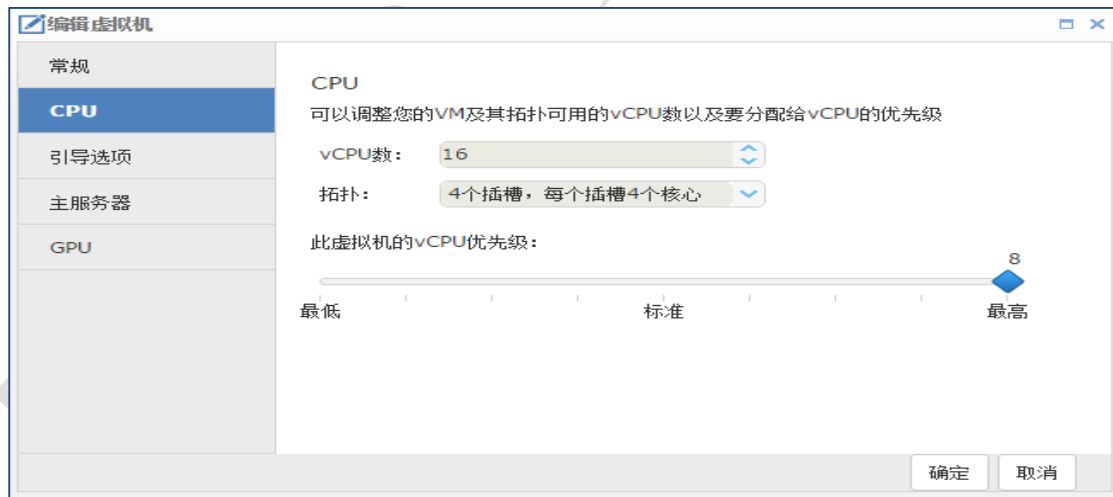 编辑虚拟机
常规
CPU
引导选项
主服务器
GPU
CPU
可以调整您的VM及其拓扑可用的vCPU数以及要分配给vCPU的优先级
vCPU数： 16
拓扑： 4个插槽，每个插槽4个核心
此虚拟机的vCPU优先级：
8
最低 标准 最高
确定 取消